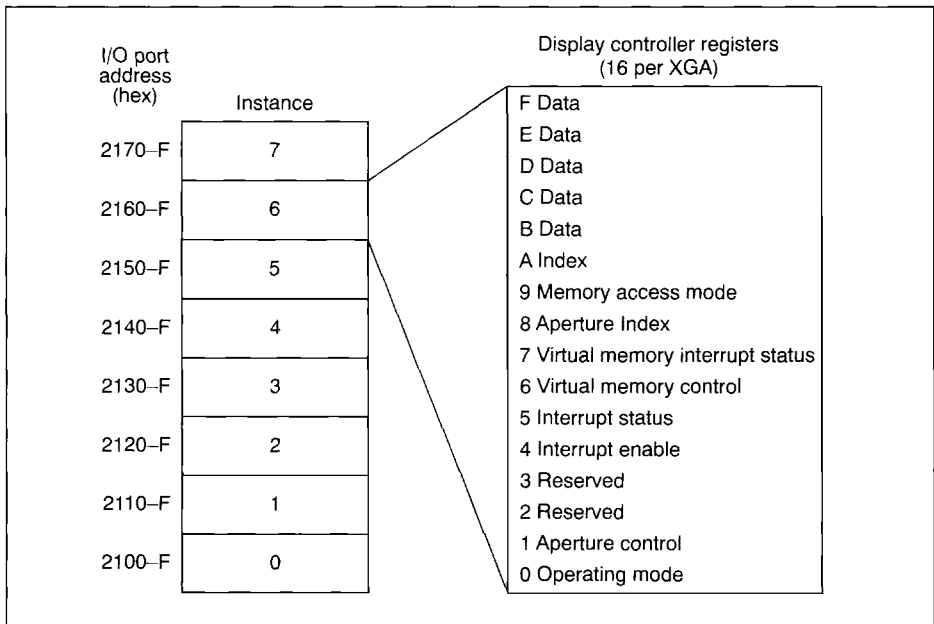 I/O port
address
(hex)
Instance
2170–F
7
2160–F
6
2150–F
5
2140–F
4
2130–F
3
2120–F
2
2110–F
1
2100–F
0
Display controller registers
(16 per XGA)
F Data
E Data
D Data
C Data
B Data
A Index
9 Memory access mode
8 Aperture Index
7 Virtual memory interrupt status
6 Virtual memory control
5 Interrupt status
4 Interrupt enable
3 Reserved
2 Reserved
1 Aperture control
0 Operating mode